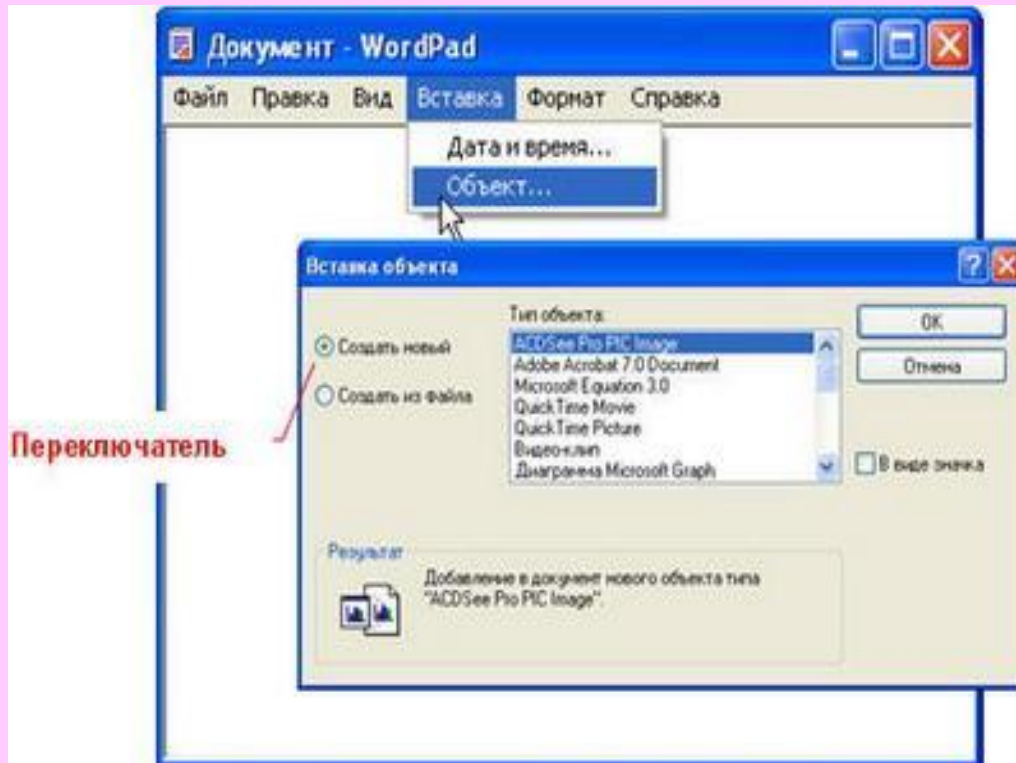 Документ - WordPad
Файл Правка Вид Вставка Формат Справка
Дата и время...
Объект...
Вставка объекта
Тип объекта:
Создать новый
Создать из файла
ACDSee Pro PIC Image
Adobe Acrobat 7.0 Document
Microsoft Equation 3.0
QuickTime Movie
QuickTime Picture
Видео-клип
Диаграмма Microsoft Graph
OK
Отмена
В виде значка
Переключатель
Результат
Добавление в документ нового объекта типа
"ACDSee Pro PIC Image".